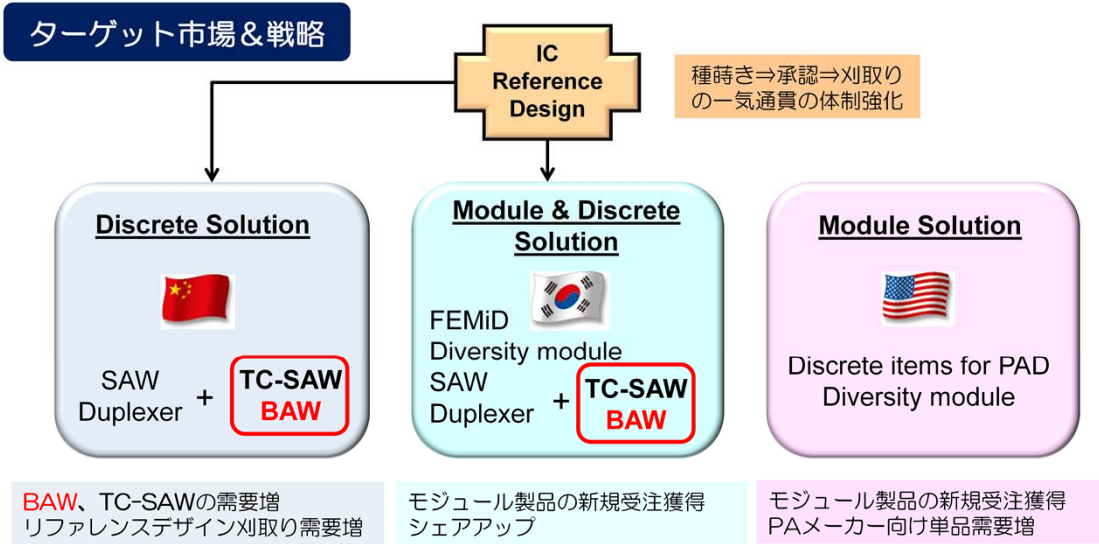 ターゲット市場&戦略
IC
Reference
Design
種蒔き⇒承認⇒刈取り
の一気通貫の体制強化
Discrete Solution
SAW
Duplexer
+
TC-SAW
BAW
BAW、TC-SAWの需要増
リファレンスデザイン刈取り需要増
Module & Discrete
Solution
FEMiD
Diversity module
SAW
Duplexer
+
TC-SAW
BAW
モジュール製品の新規受注獲得
シェアアップ
Module Solution
Discrete items for PAD
Diversity module
モジュール製品の新規受注獲得
PAメーカー向け単品需要増